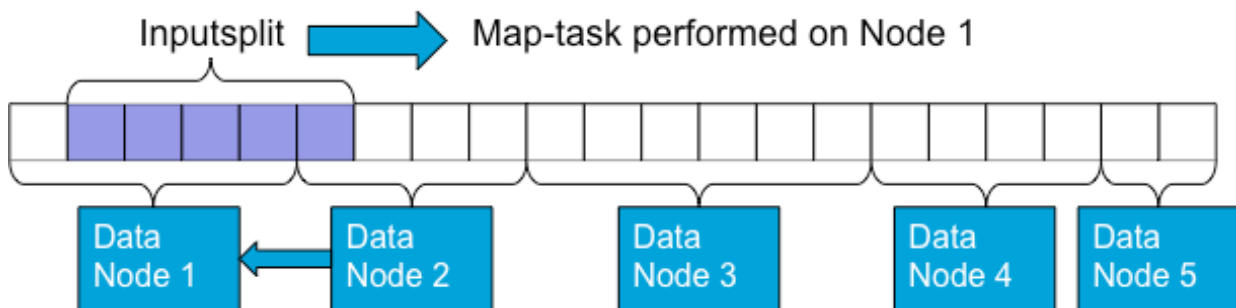 Inputsplit
Map-task performed on Node 1
Data
Node 1
Data
Node 2
Data
Node 3
Data
Node 4
Data
Node 5